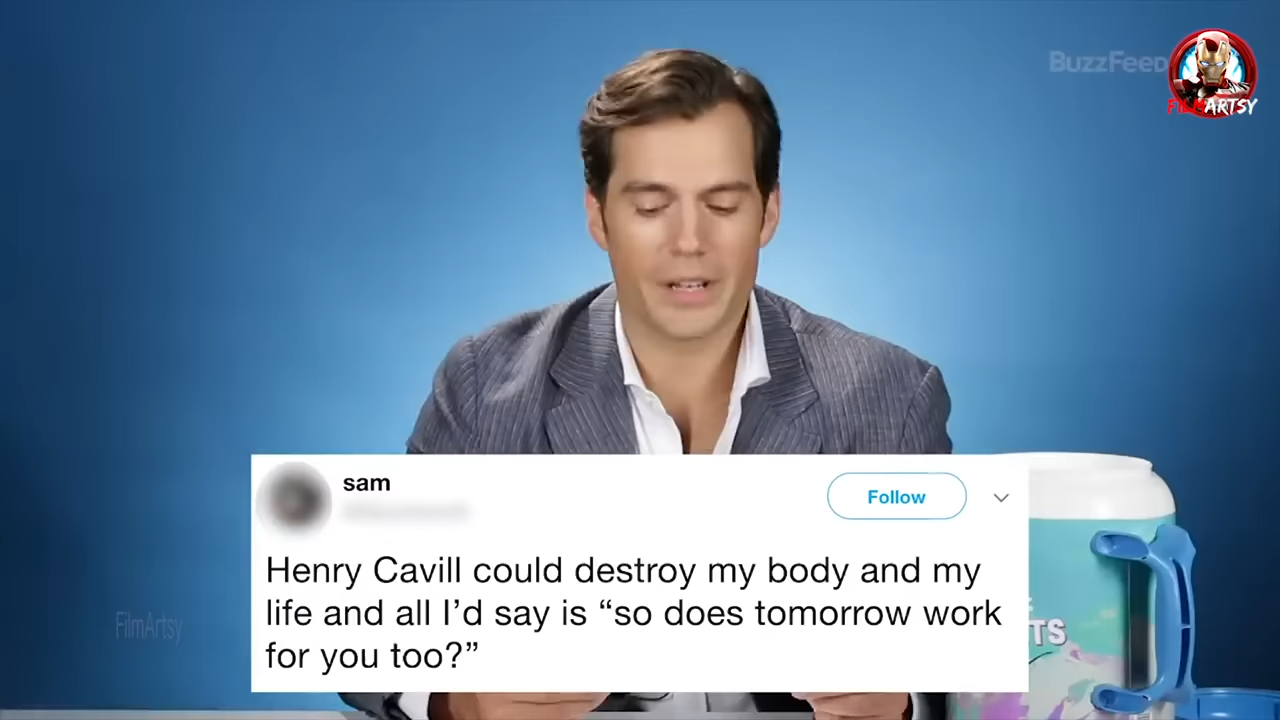 BuzzFeed
FILMARTSY
sam
Follow
Henry Cavill could destroy my body and my
life and all I’d say is “so does tomorrow work
for you too?”
FilmArtsy
TS